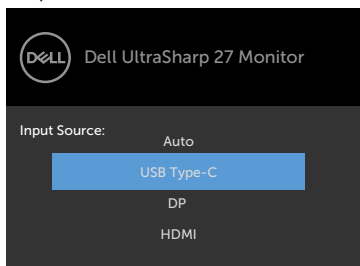 DELL Dell UltraSharp 27 Monitor
Input Source:
Auto
USB Type-C
DP
HDMI